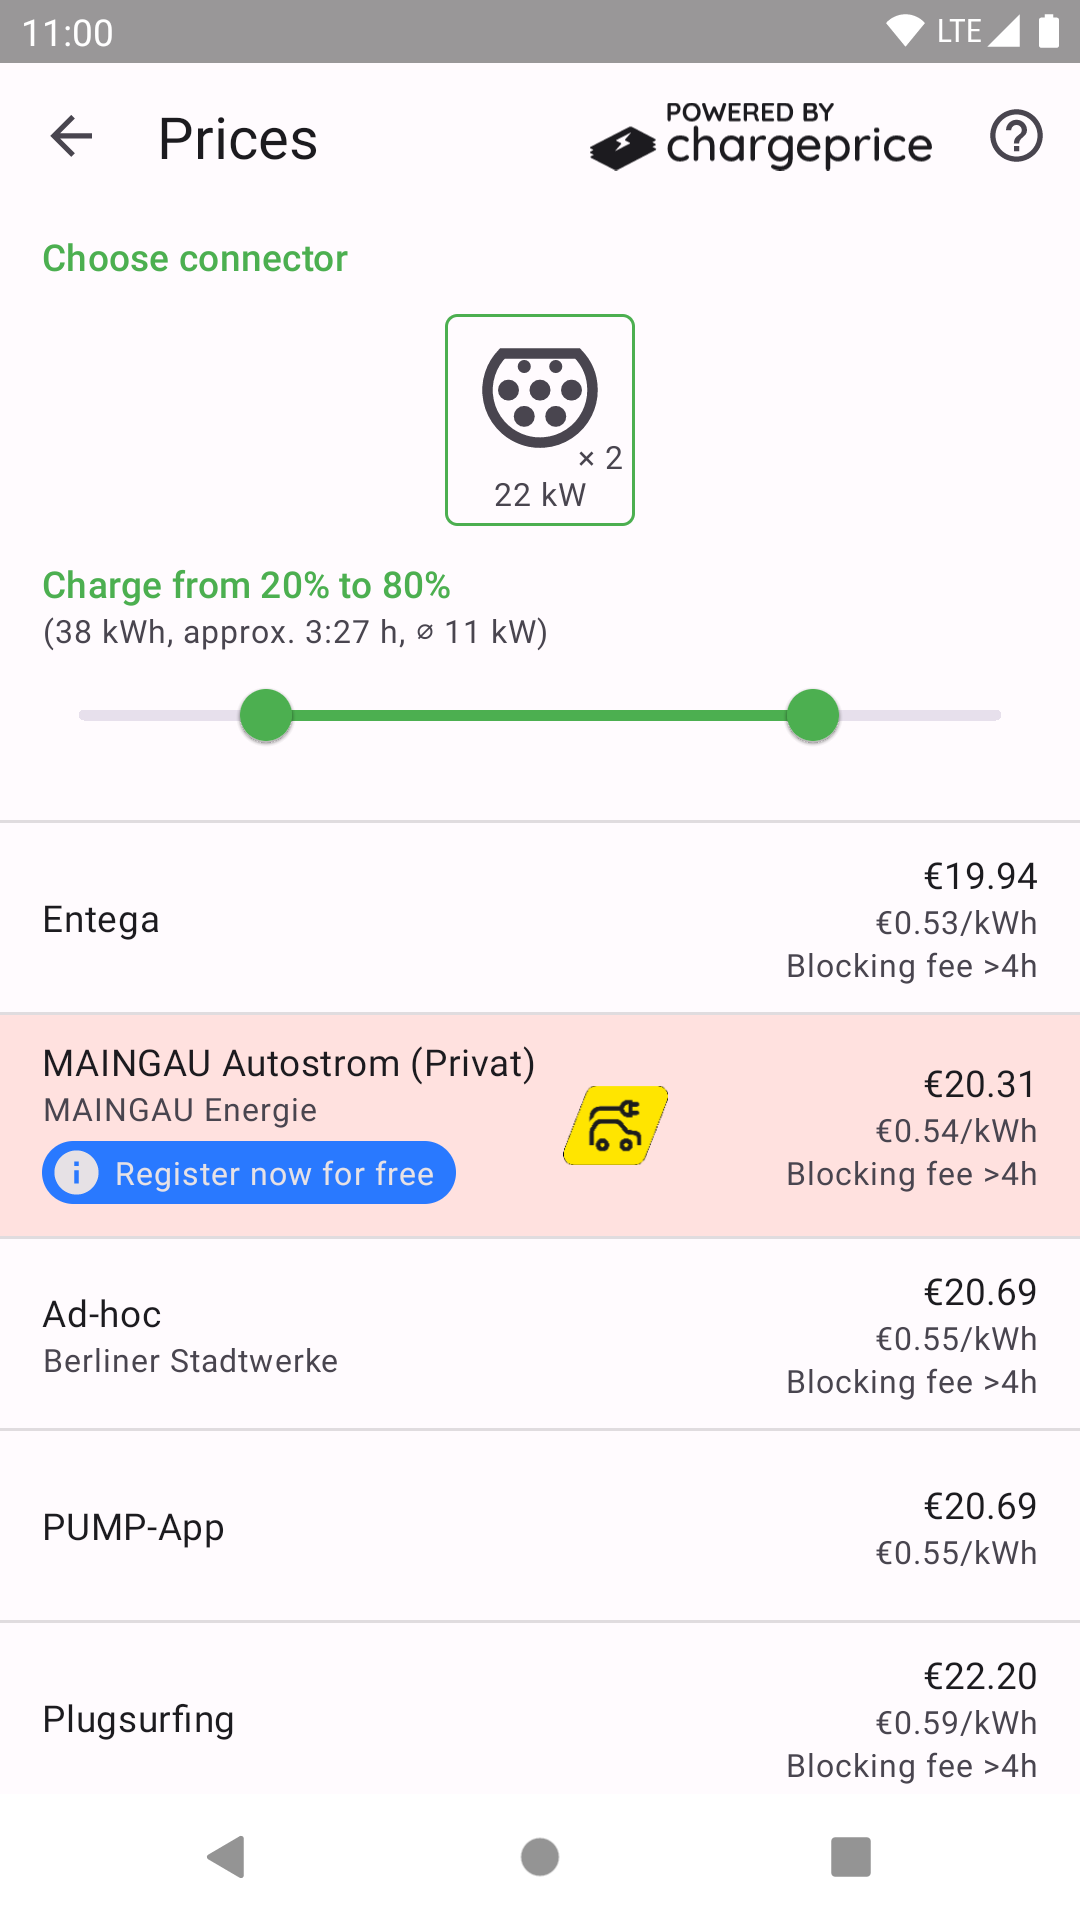 11:00
LTE
Prices
POWERED BY
chargeprice
Choose connector
× 2
22 kW
Charge from 20% to 80%
(38 kWh, approx. 3:27 h, ⌀ 11 kW)
Entega
€19.94
€0.53/kWh
Blocking fee >4h
MAINGAU Autostrom (Privat)
MAINGAU Energie
Register now for free
€20.31
€0.54/kWh
Blocking fee >4h
Ad-hoc
Berliner Stadtwerke
€20.69
€0.55/kWh
Blocking fee >4h
PUMP-App
€20.69
€0.55/kWh
Plugsurfing
€22.20
€0.59/kWh
Blocking fee >4h